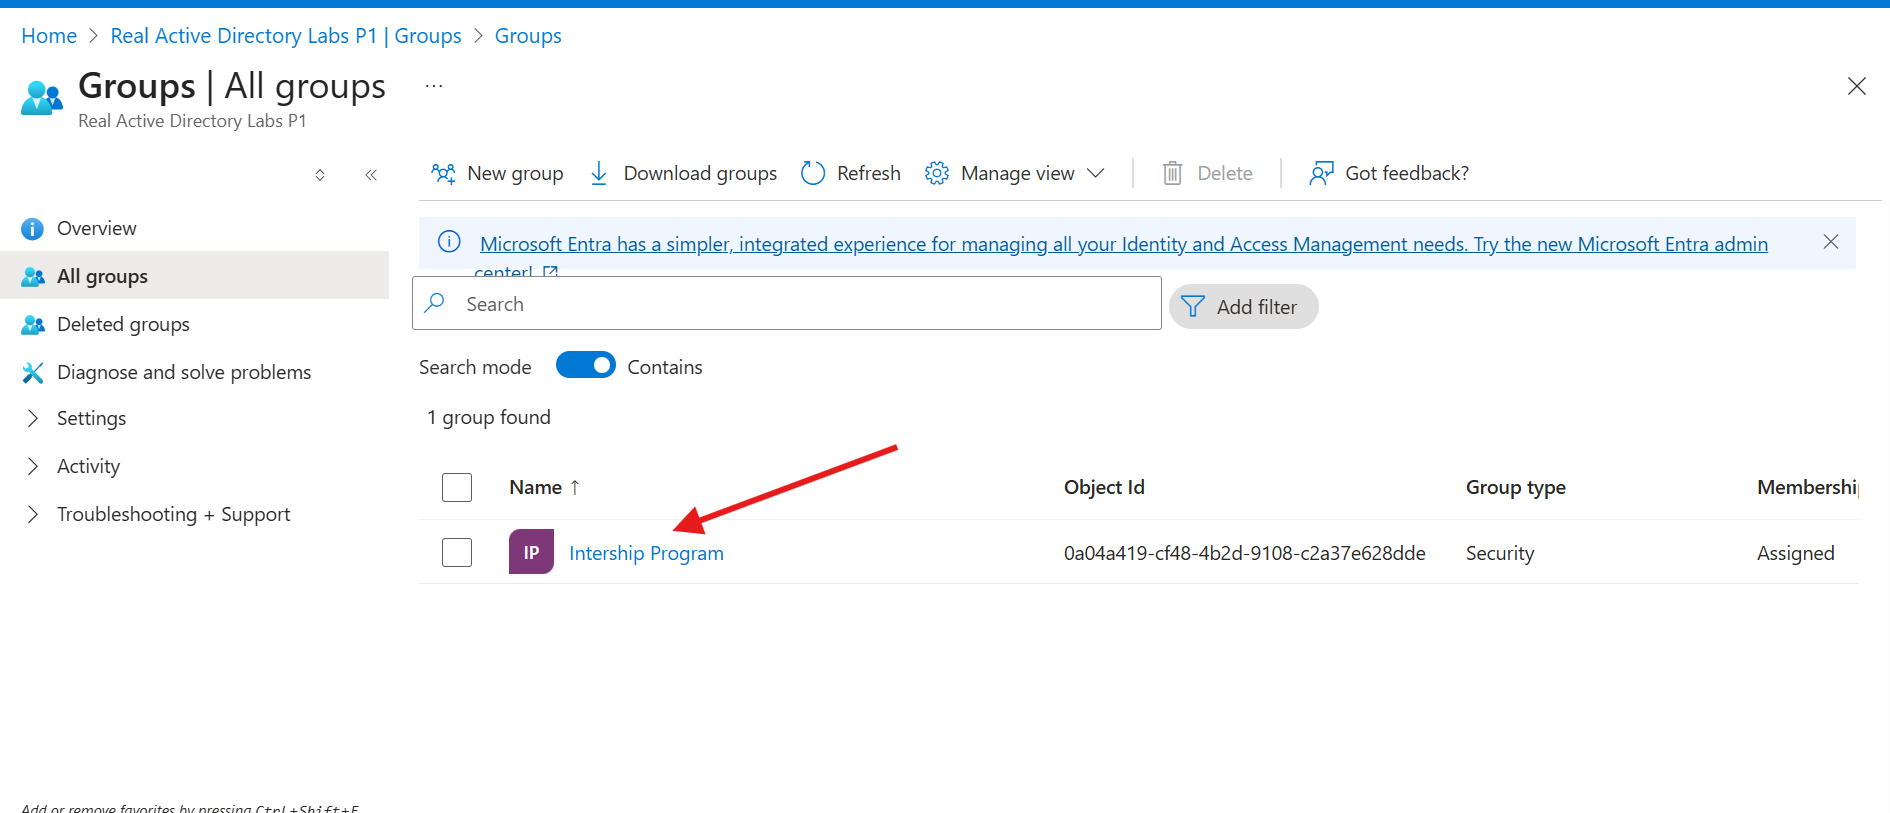 Home > Real Active Directory Labs P1 | Groups > Groups
Groups | All groups ...
Real Active Directory Labs P1
New group Download groups Refresh Manage view Delete Got feedback?
Overview
All groups
Deleted groups
Diagnose and solve problems
Settings
Activity
Troubleshooting + Support
Microsoft Entra has a simpler, integrated experience for managing all your Identity and Access Management needs. Try the new Microsoft Entra admin
center!
Search Add filter
Search mode Contains
1 group found
Name ↑ Object Id Group type Membershi
IP Intership Program 0a04a419-cf48-4b2d-9108-c2a37e628dde Security Assigned
Add or remove favorites by pressing Ctrl+Shift+F